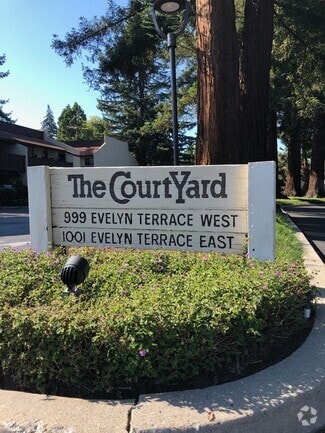 The CourtYard
999 EVELYN TERRACE WEST
1001 EVELYN TERRACE EAST